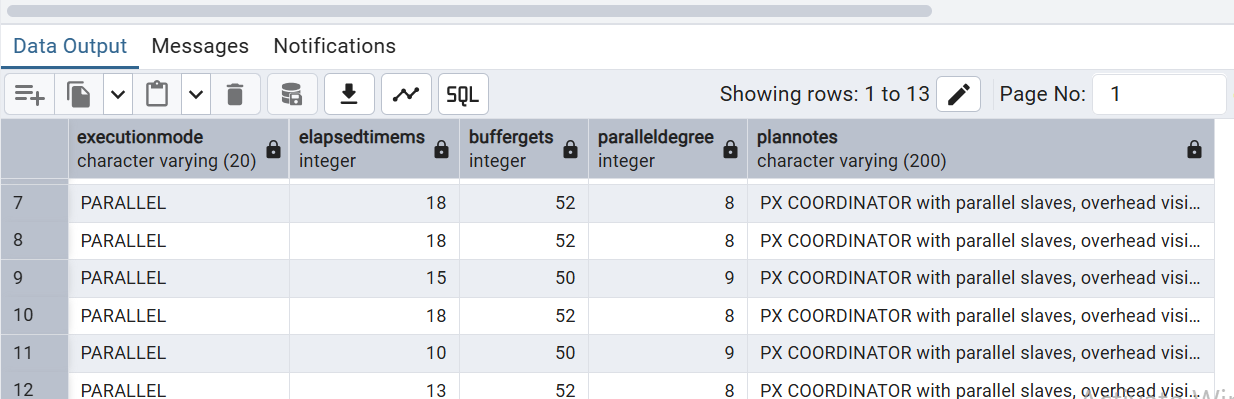 Data Output Messages Notifications
SQL Showing rows: 1 to 13 Page No: 1
executionmode elapsedtimems buffergets paralleldegree plannotes
character varying (20) integer integer integer character varying (200)
7 PARALLEL 18 52 8 PX COORDINATOR with parallel slaves, overhead visi...
8 PARALLEL 18 52 8 PX COORDINATOR with parallel slaves, overhead visi...
9 PARALLEL 15 50 9 PX COORDINATOR with parallel slaves, overhead visi...
10 PARALLEL 18 52 8 PX COORDINATOR with parallel slaves, overhead visi...
11 PARALLEL 10 50 9 PX COORDINATOR with parallel slaves, overhead visi...
12 PARALLEL 13 52 8 PX COORDINATOR with parallel slaves, overhead visi...